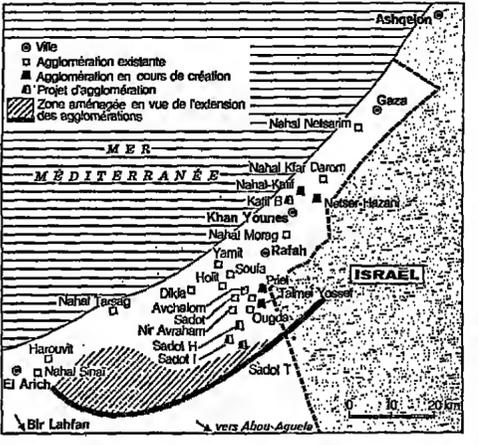 Ashqelon
Ville
Agglomération existante
Agglomération en cours de création
Projet d'agglomération
Zone aménagée en vue de l'extension
des agglomérations
Gaza
Nahal Netsarim
MER
MÉDITERRANÉE
Nahal Kfar Darom
Nahal-Katif
Katif B
Netser-Hazani
Khan Younes
Nahal Morag
Rafah
Yamit
Soufa
ISRAËL
Holit
Priel
Dikla
Talmei Yossef
Nahal Tarsag
Avchalom
Sadot
Ougda
Nir Avraham
Sadot H
Harouvit
Sadot I
Nahal Sinaï
Sadot T
El Arich
0 10 20 km
Bir Lahfan
vers Abou-Aguela